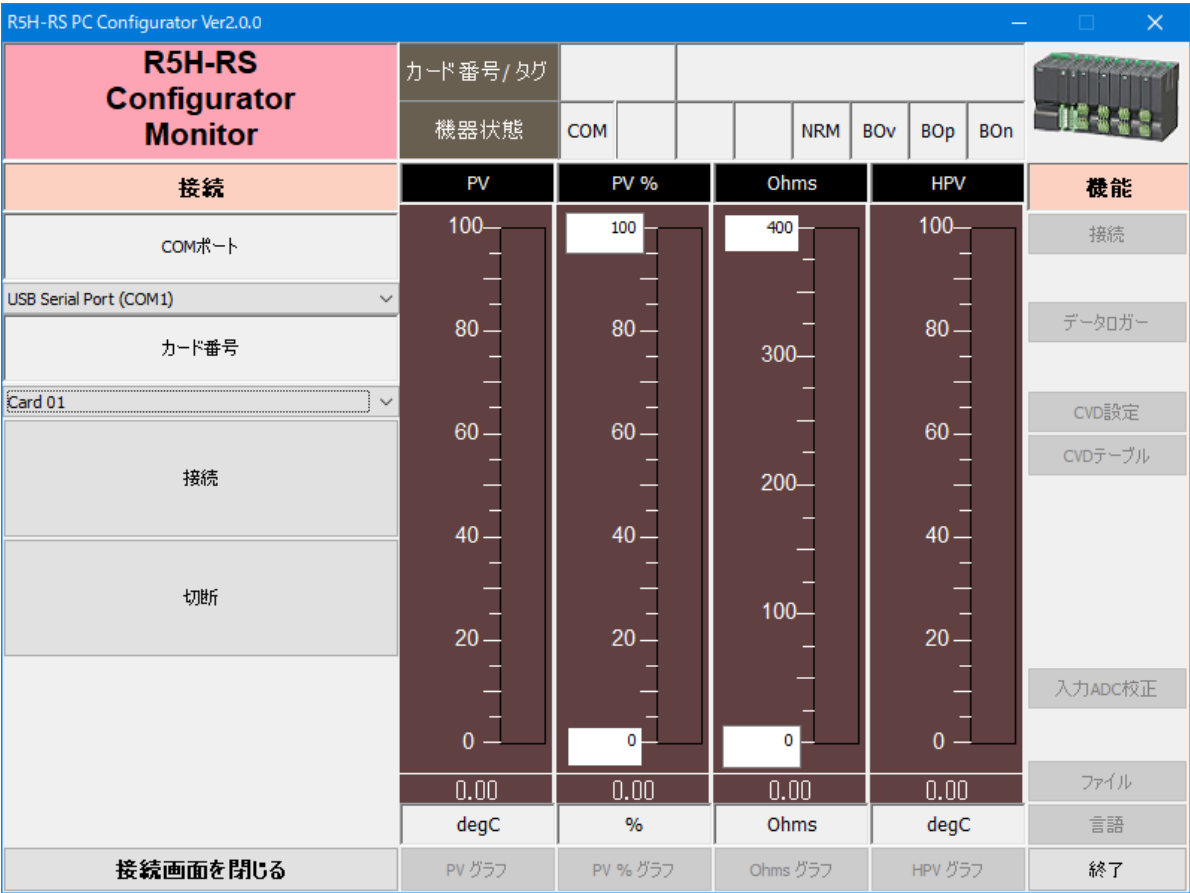 R5H-RS PC Configurator Ver2.0.0
R5H-RS
Configurator
Monitor
カード番号/タグ
機器状態
COM
NRM
BOv
BOp
BOn
接続
COMポート
USB Serial Port (COM1)
カード番号
Card 01
接続
切断
接続画面を閉じる
PV
100
80
60
40
20
0
0.00
degC
PV グラフ
PV %
100
80
60
40
20
0
0.00
%
PV % グラフ
Ohms
400
300
200
100
0
0.00
Ohms
Ohms グラフ
HPV
100
80
60
40
20
0
0.00
degC
HPV グラフ
機能
接続
データロガー
CVD設定
CVDテーブル
入力ADC校正
ファイル
言語
終了